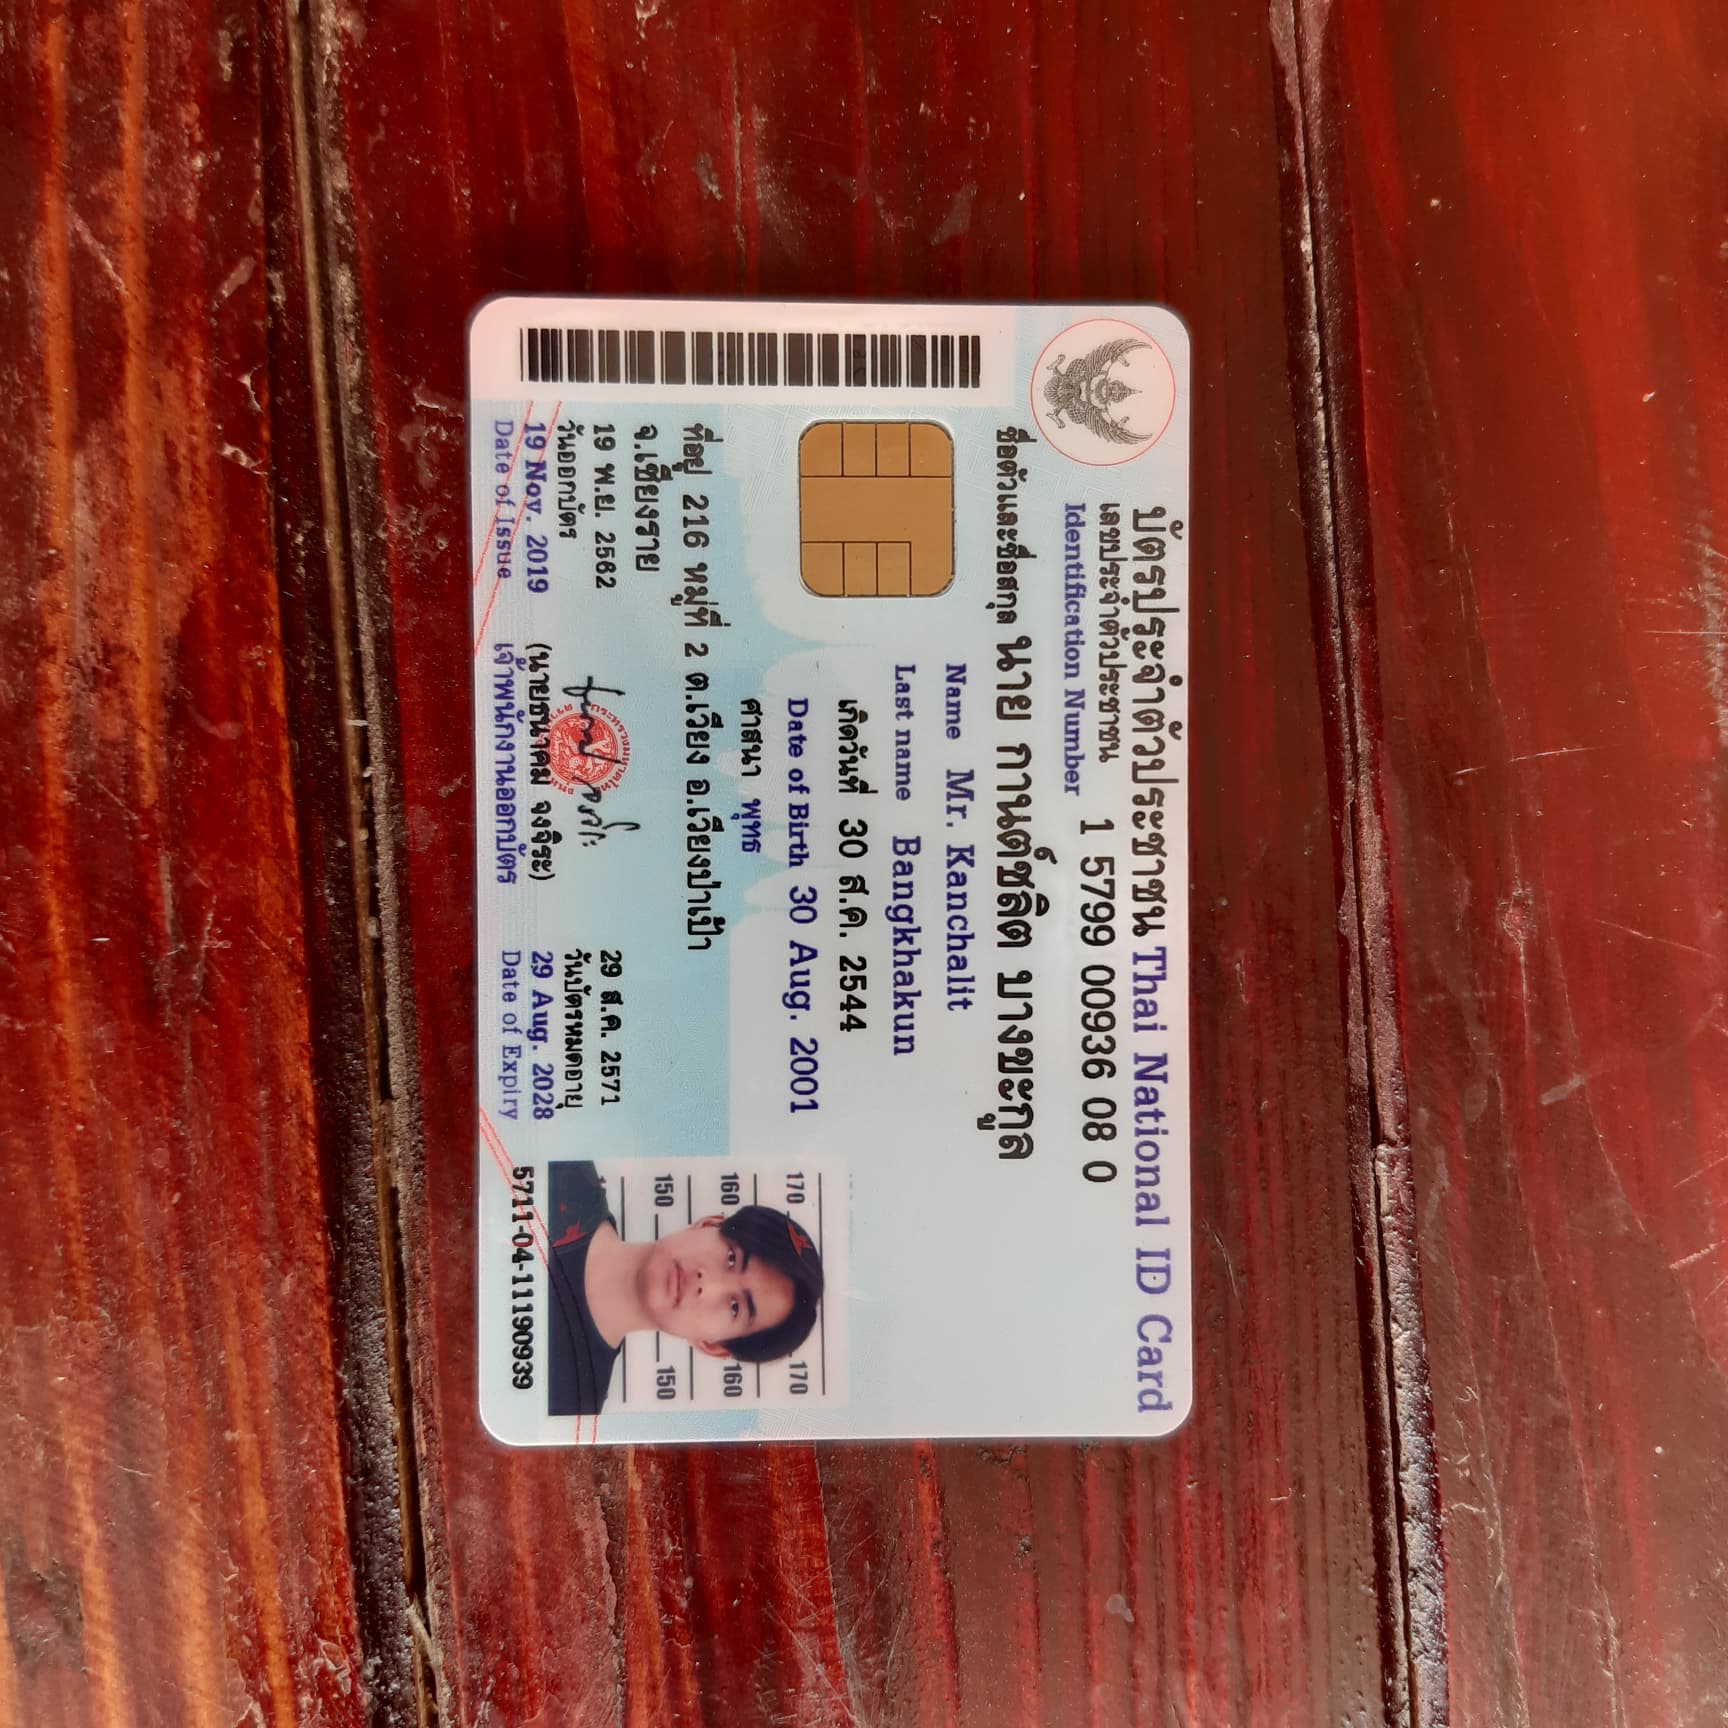 บัตรประจำตัวประชาชน Thai National ID Card
เลขประจำตัวประชาชน 1 5799 00936 08 0
Identification Number
ชื่อตัวและชื่อสกุล นาย กานต์ชลิต บางขะกูล
Name Mr. Kanchalit
Last name Bangkhakun
เกิดวันที่ 30 ส.ค. 2544
Date of Birth 30 Aug. 2001
ศาสนา พุทธ
ที่อยู่ 216 หมู่ที่ 2 ต.เวียง อ.เวียงป่าเป้า
จ.เชียงราย
19 พ.ย. 2562
วันออกบัตร
19 Nov. 2019
Date of Issue
(นายธนาคม จงจิระ)
เจ้าพนักงานออกบัตร
29 ส.ค. 2571
วันบัตรหมดอายุ
29 Aug. 2028
Date of Expiry
170 170
160 160
150 150
5711-04-11190939